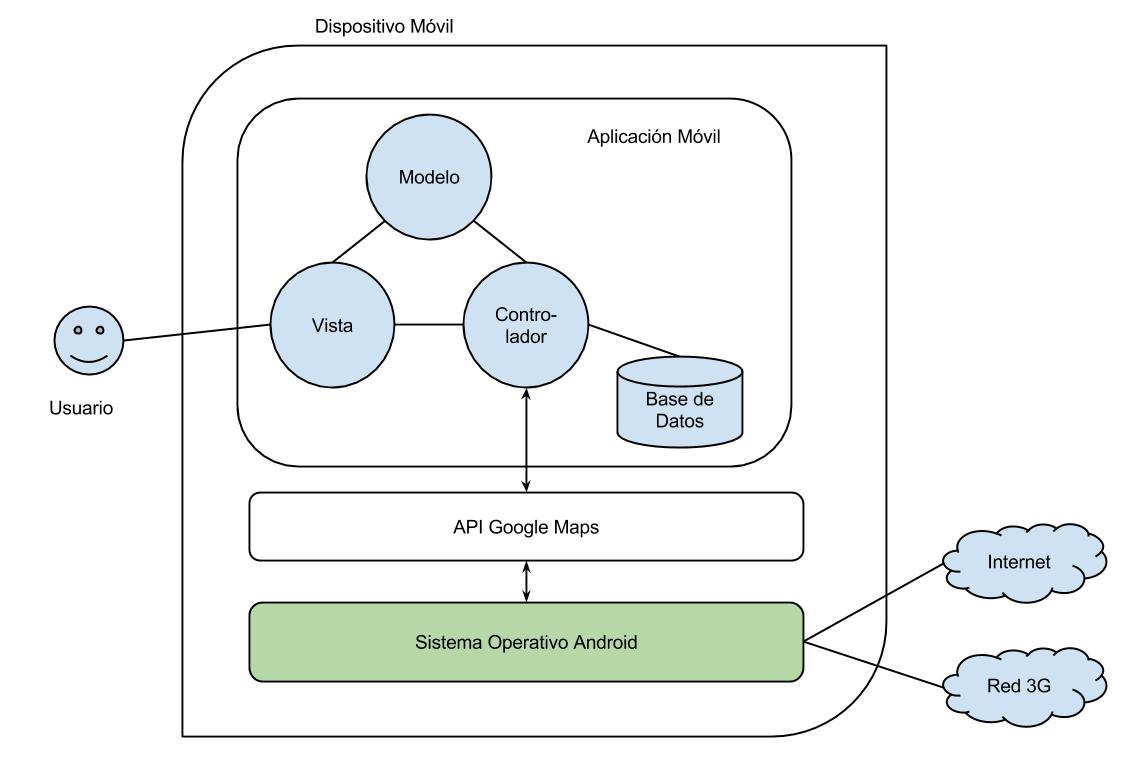 Dispositivo Móvil
Aplicación Móvil
Modelo
Vista
Contro-
lador
Base de
Datos
Usuario
API Google Maps
Internet
Sistema Operativo Android
Red 3G